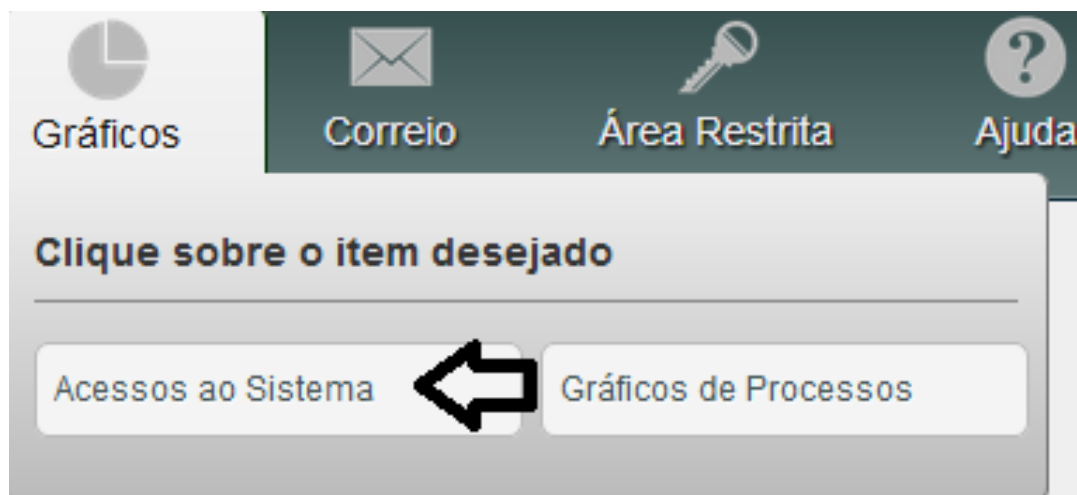 Gráficos
Correio
Área Restrita
Ajuda
Clique sobre o item desejado
Acessos ao Sistema
Gráficos de Processos